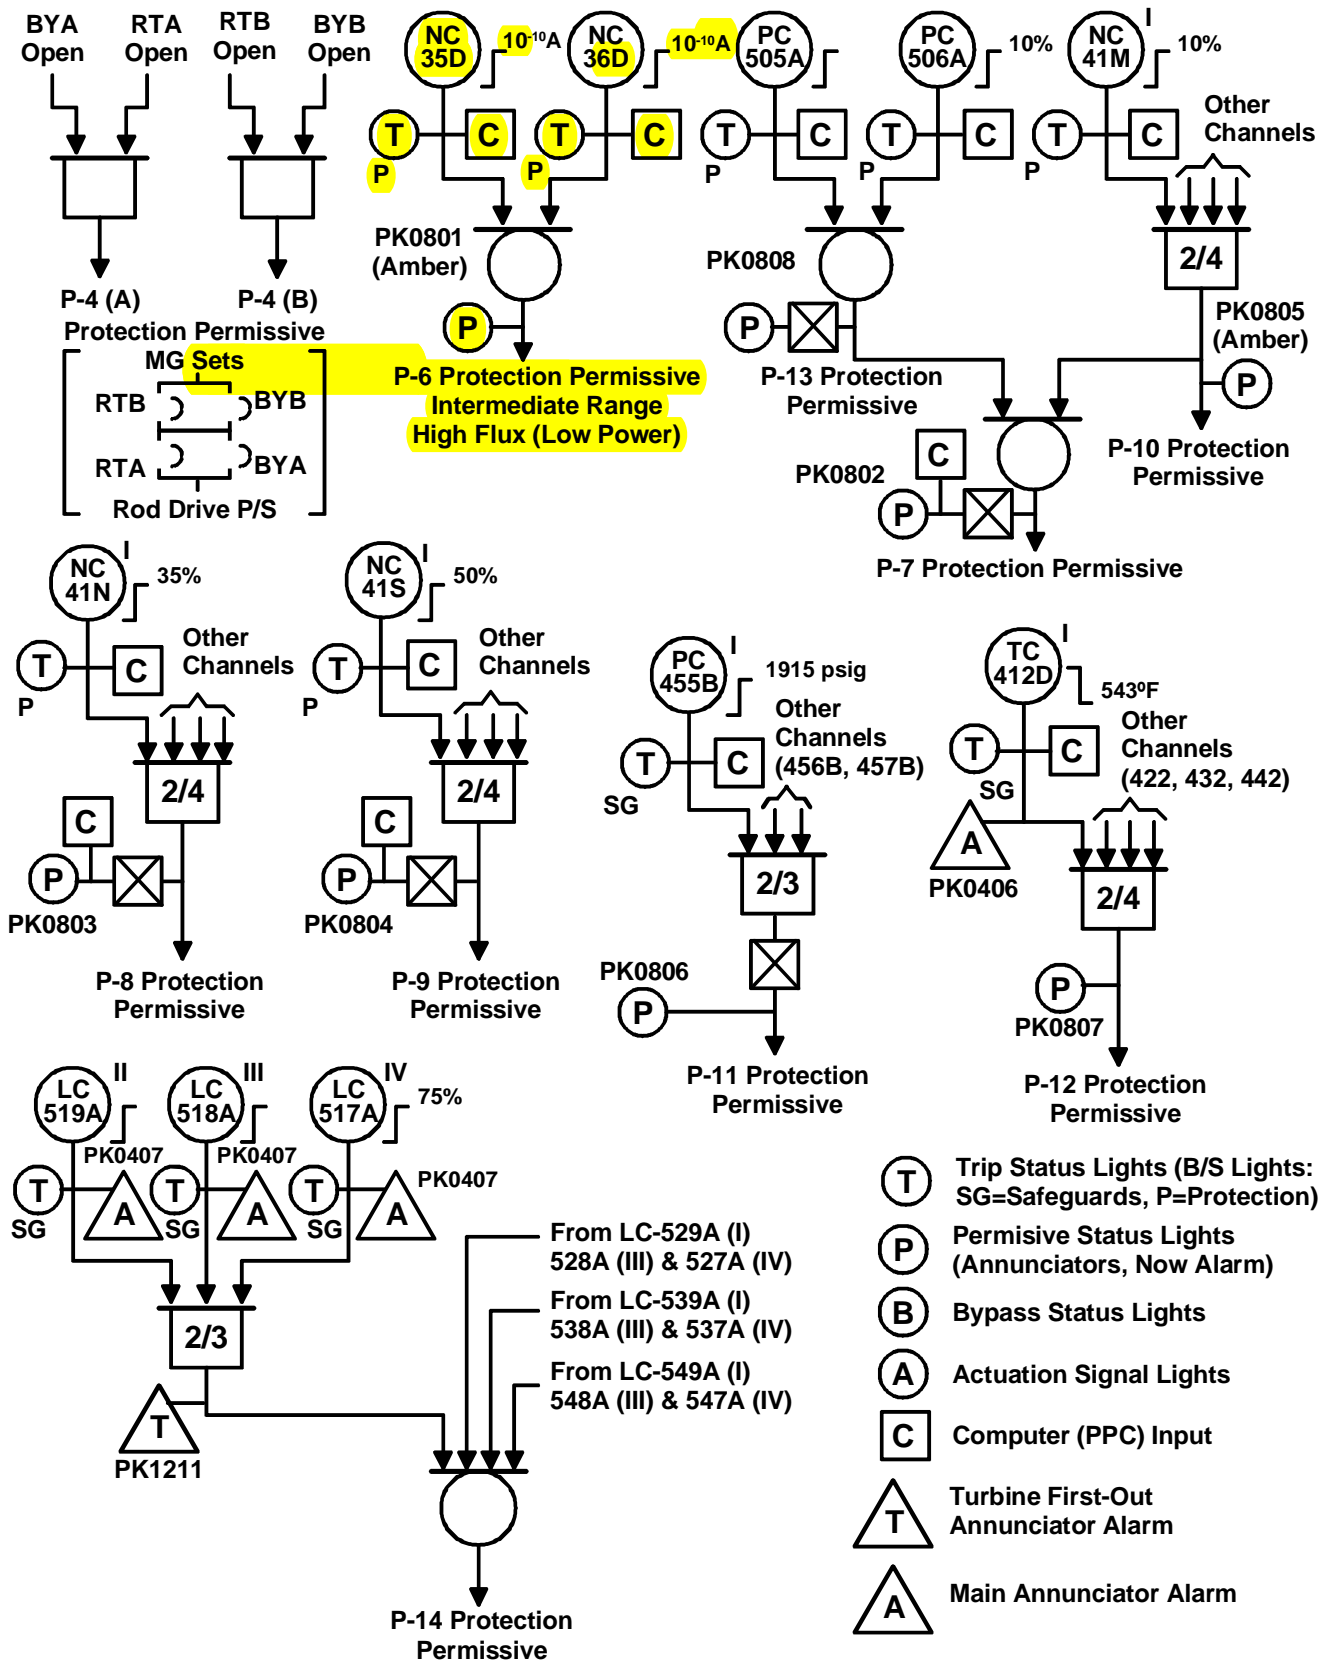 BYA
Open
RTA
Open
RTB
Open
BYB
Open
P-4 (A)
P-4 (B)
Protection Permissive
MG Sets
RTB
BYB
RTA
BYA
Rod Drive P/S
NC
35D
10⁻¹⁰A
T
P
C
NC
36D
10⁻¹⁰A
T
P
C
PK0801
(Amber)
P
P-6 Protection Permissive
Intermediate Range
High Flux (Low Power)
PC
505A
T
P
C
PC
506A
10%
T
P
C
PK0808
P
P-13 Protection
Permissive
NC
41M
I
10%
T
P
C
Other
Channels
2/4
PK0805
(Amber)
P
P-10 Protection
Permissive
PK0802
C
P
P-7 Protection Permissive
NC
41N
I
35%
T
P
C
Other
Channels
2/4
C
P
PK0803
P-8 Protection
Permissive
NC
41S
I
50%
T
P
C
Other
Channels
2/4
C
P
PK0804
P-9 Protection
Permissive
PC
455B
I
1915 psig
T
SG
C
Other
Channels
(456B, 457B)
2/3
PK0806
P
P-11 Protection
Permissive
TC
412D
I
543ºF
T
SG
C
Other
Channels
(422, 432, 442)
A
PK0406
2/4
P
PK0807
P-12 Protection
Permissive
LC
519A
II
LC
518A
III
LC
517A
IV
75%
PK0407
PK0407
PK0407
T
SG
A
T
SG
A
T
SG
A
2/3
T
PK1211
From LC-529A (I)
528A (III) & 527A (IV)
From LC-539A (I)
538A (III) & 537A (IV)
From LC-549A (I)
548A (III) & 547A (IV)
P-14 Protection
Permissive
T
Trip Status Lights (B/S Lights:
SG=Safeguards, P=Protection)
P
Permisive Status Lights
(Annunciators, Now Alarm)
B
Bypass Status Lights
A
Actuation Signal Lights
C
Computer (PPC) Input
T
Turbine First-Out
Annunciator Alarm
A
Main Annunciator Alarm